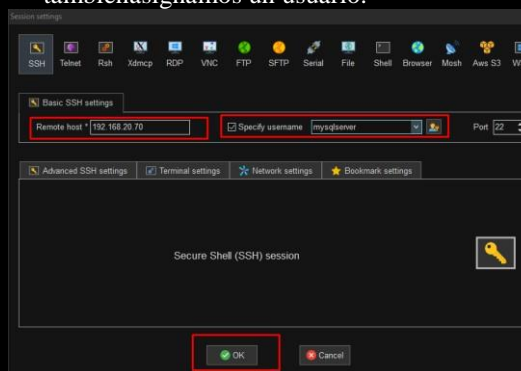 tambienasignamos un usuario.
Session settings
SSH Telnet Rsh Xdmcp RDP VNC FTP SFTP Serial File Shell Browser Mosh Aws S3
Basic SSH settings
Remote host * 192.168.20.70 Specify username mysqlserver Port 22
Advanced SSH settings Terminal settings Network settings Bookmark settings
Secure Shell (SSH) session
OK Cancel